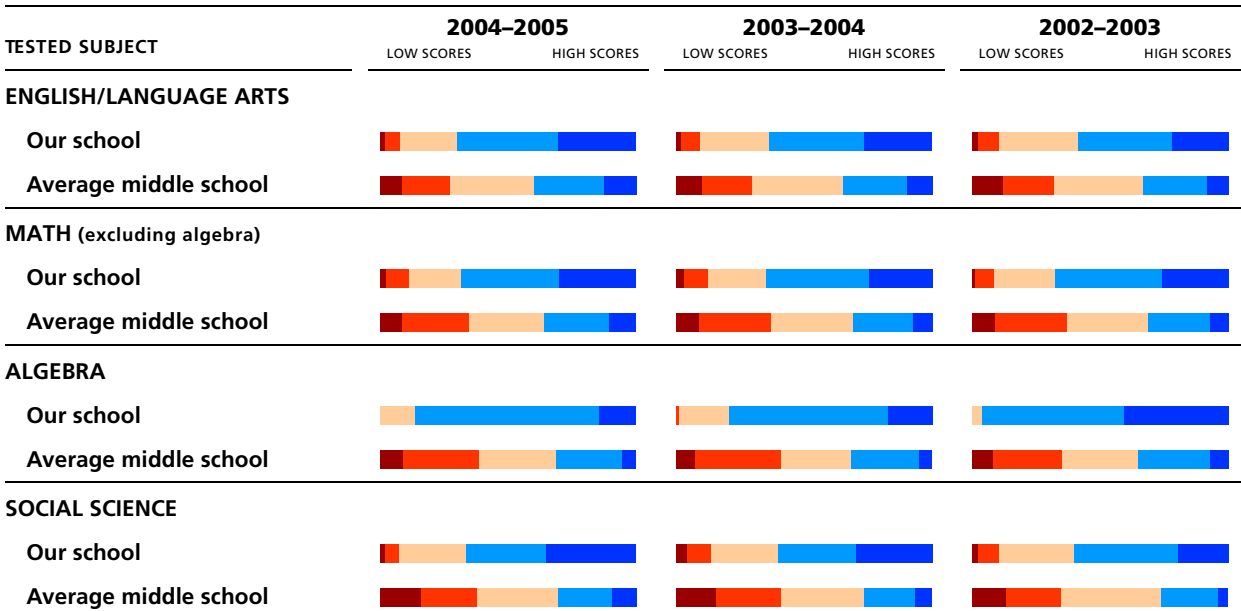 2004–2005 2003–2004 2002–2003
TESTED SUBJECT LOW SCORES HIGH SCORES LOW SCORES HIGH SCORES LOW SCORES HIGH SCORES
ENGLISH/LANGUAGE ARTS
Our school
Average middle school
MATH (excluding algebra)
Our school
Average middle school
ALGEBRA
Our school
Average middle school
SOCIAL SCIENCE
Our school
Average middle school